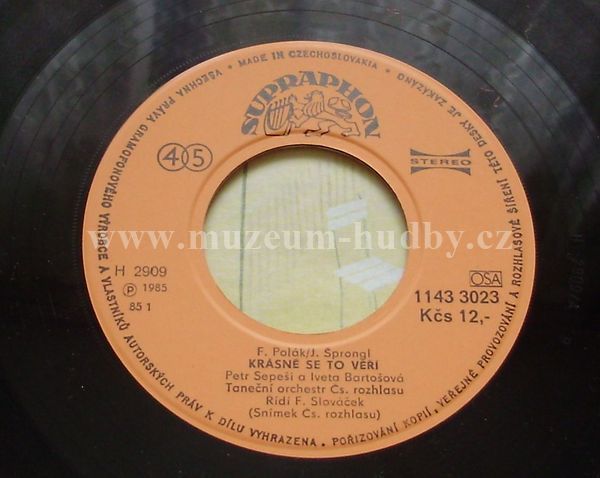 VŠECHNA PRÁVA GRAMOFONOVÉHO VÝROBCE A VLASTNÍKŮ AUTORSKÝCH PRÁV K DÍLU VYHRAZENA. POŘIZOVÁNÍ KOPIÍ, VEŘEJNÉ PROVOZOVÁNÍ A ROZHLASOVÉ ŠÍŘENÍ TÉTO DESKY JE ZAKÁZÁNO
• MADE IN CZECHOSLOVAKIA •
SUPRAPHON
45
STEREO
www.muzeum-hudby.cz
H 2909
℗ 1985
85 1
OSA
1143 3023
Kčs 12,-
F. Polák/J. Sprongl
KRÁSNĚ SE TO VĚŘÍ
Petr Sepeši a Iveta Bartošová
Taneční orchestr Čs. rozhlasu
Řídí F. Slováček
(Snímek Čs. rozhlasu)